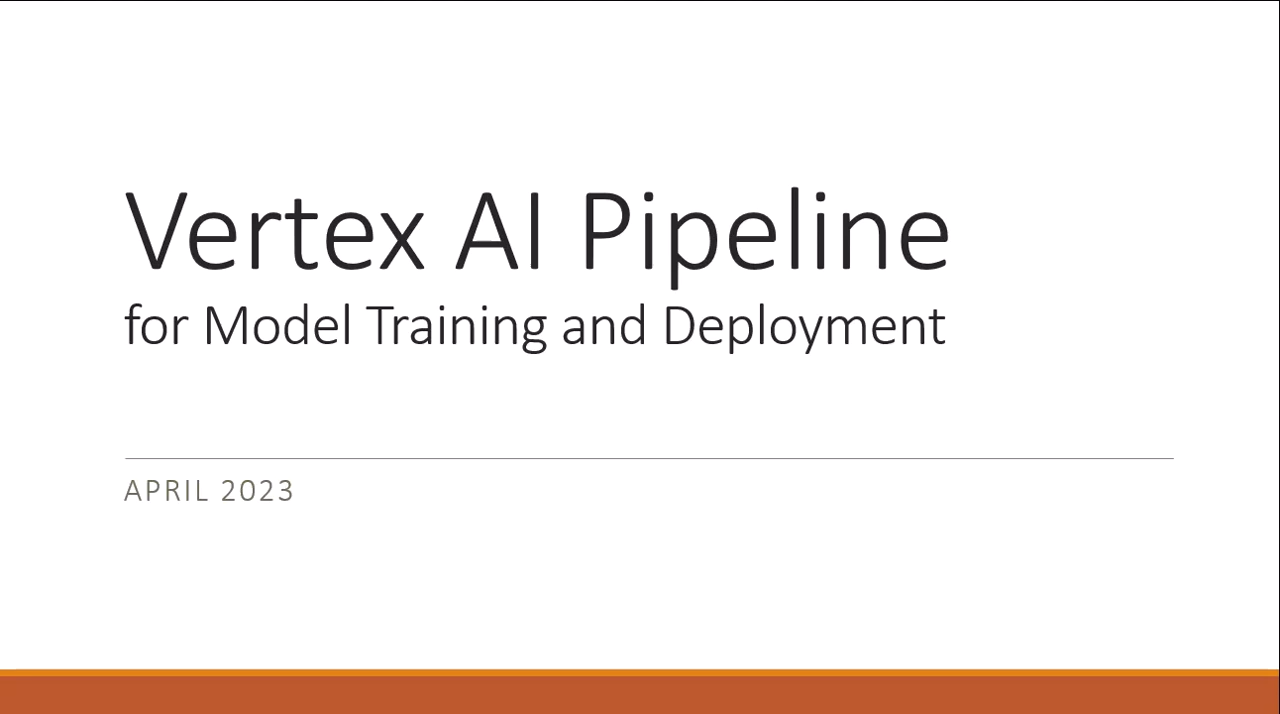 Vertex AI Pipeline
for Model Training and Deployment
APRIL 2023